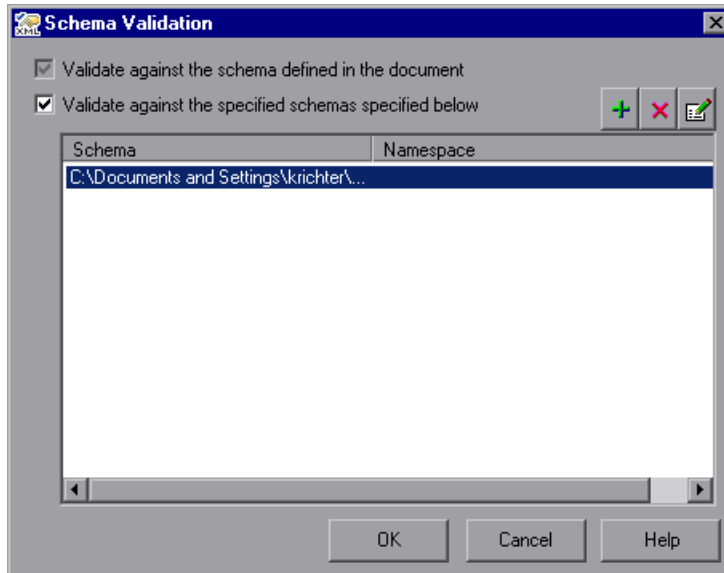 XML
Schema Validation
Validate against the schema defined in the document
Validate against the specified schemas specified below
Schema Namespace
C:\Documents and Settings\krichter\...
OK Cancel Help